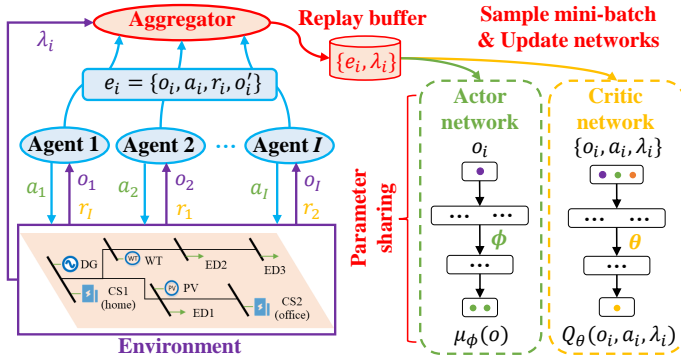 λ_i
Aggregator
Replay buffer
Sample mini-batch
& Update networks
{e_i, λ_i}
e_i = {o_i, a_i, r_i, o_i'}
Agent 1
Agent 2
...
Agent I
a_1
o_1
r_I
a_2
o_2
r_1
a_I
o_I
r_2
DG
CS1
(home)
WT
WT
ED2
ED3
PV
PV
ED1
CS2
(office)
Environment
Parameter
sharing
Actor
network
o_i
... ...
ϕ
...
μ_ϕ(o)
Critic
network
{o_i, a_i, λ_i}
... ...
θ
...
Q_θ(o_i, a_i, λ_i)